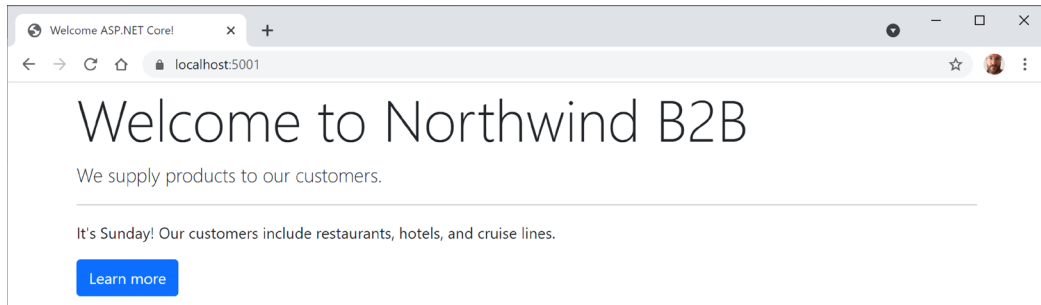 Welcome ASP.NET Core!
localhost:5001
Welcome to Northwind B2B
We supply products to our customers.
It's Sunday! Our customers include restaurants, hotels, and cruise lines.
Learn more